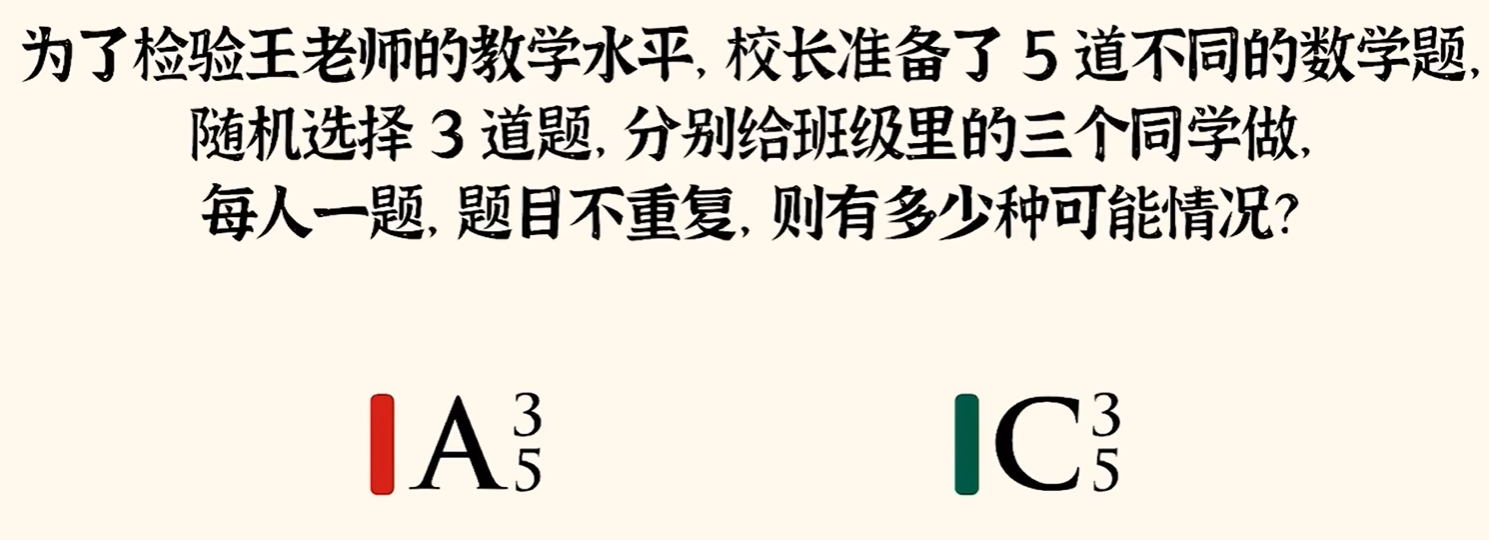 为了检验王老师的教学水平, 校长准备了 5 道不同的数学题,
随机选择 3 道题, 分别给班级里的三个同学做,
每人一题, 题目不重复, 则有多少种可能情况?
A³₅ C³₅